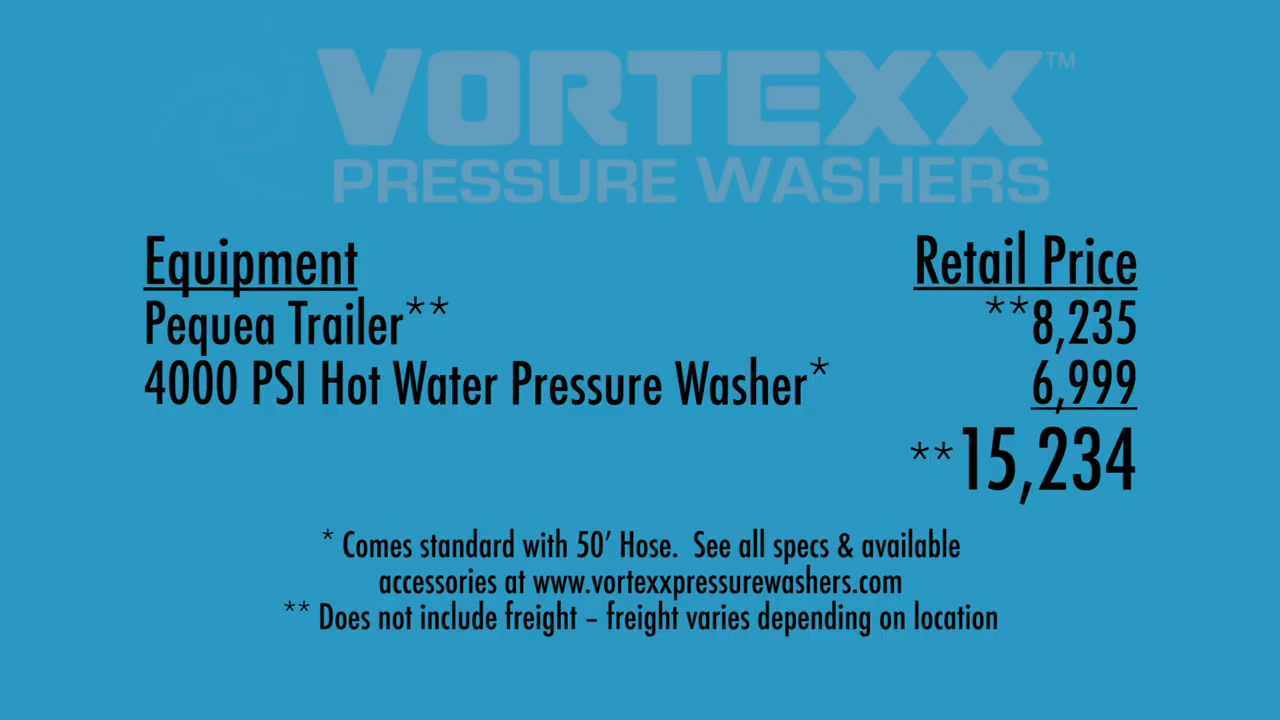 VORTEXX™
PRESSURE WASHERS
Equipment Retail Price
Pequea Trailer** **8,235
4000 PSI Hot Water Pressure Washer* 6,999
**15,234
* Comes standard with 50’ Hose. See all specs & available
accessories at www.vortexxpressurewashers.com
** Does not include freight – freight varies depending on location